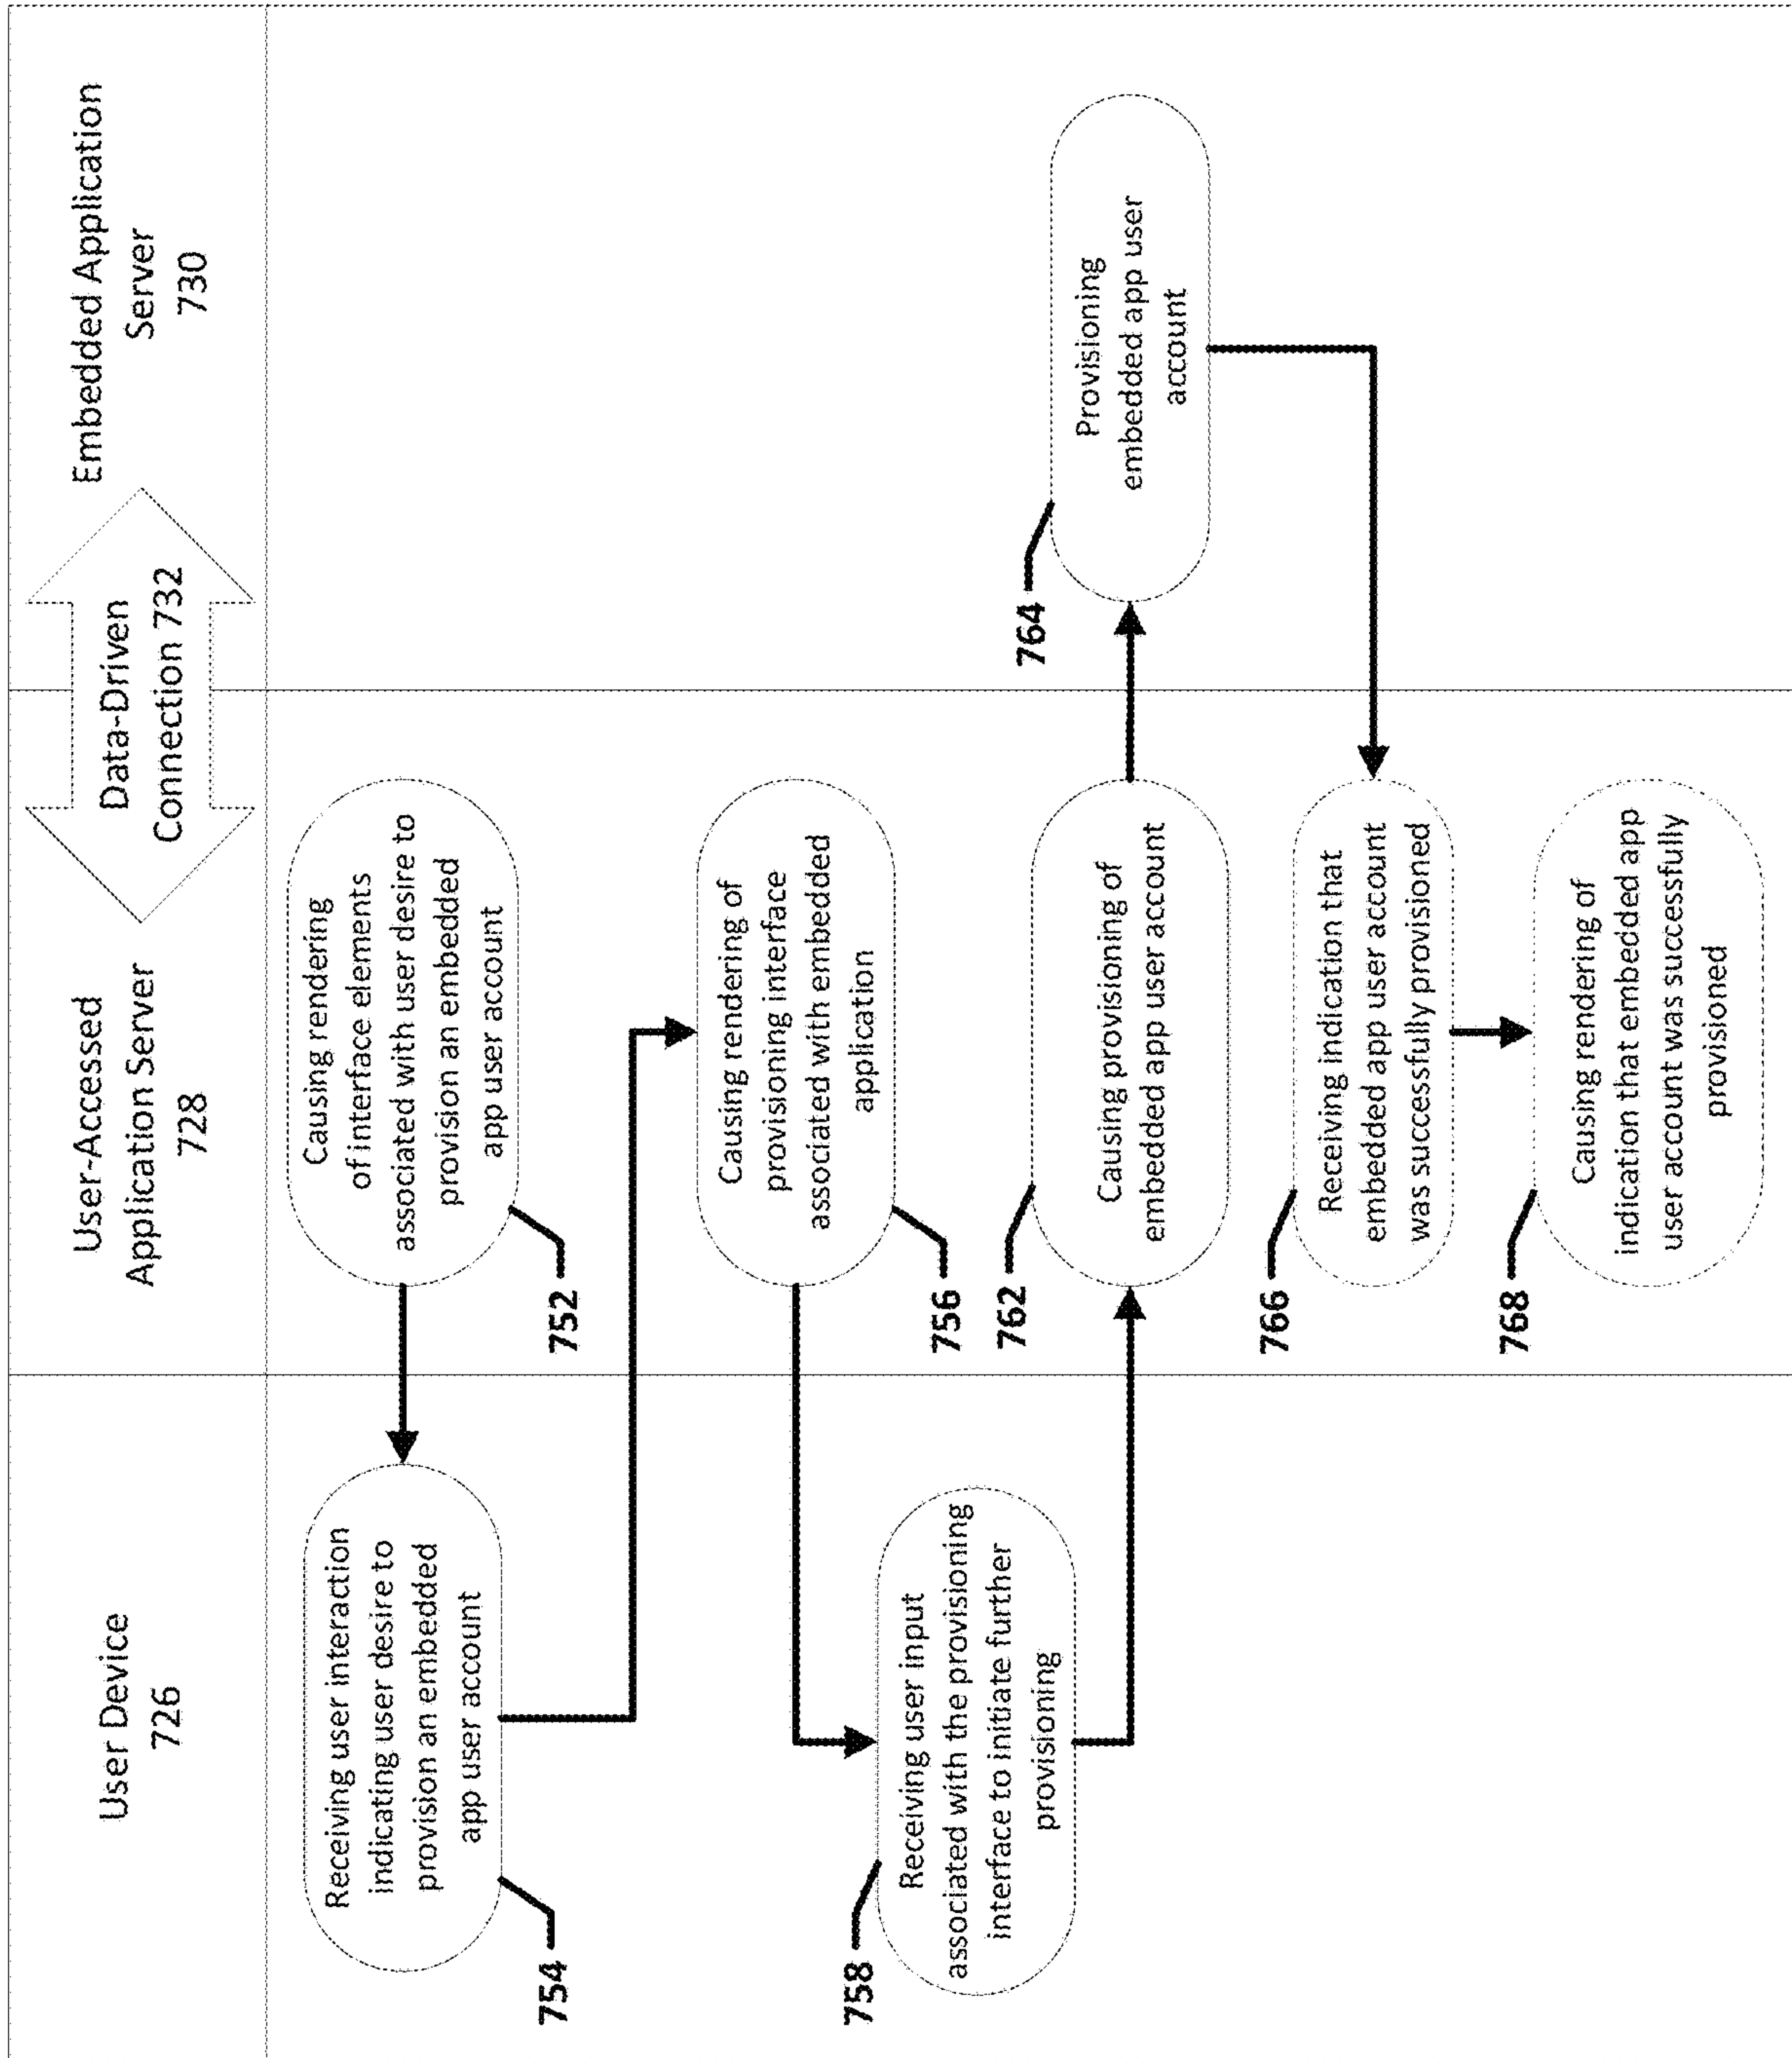 User Device
726
User-Accessed
Application Server
728
Data-Driven
Connection 732
Embedded Application
Server
730
Causing rendering
of interface elements
associated with user desire to
provision an embedded
app user account
752
Receiving user interaction
indicating user desire to
provision an embedded
app user account
754
Causing rendering of
provisioning interface
associated with embedded
application
756
Receiving user input
associated with the provisioning
interface to initiate further
provisioning
758
Causing provisioning of
embedded app user account
762
Provisioning
embedded app user
account
764
Receiving indication that
embedded app user account
was successfully provisioned
766
Causing rendering of
indication that embedded app
user account was successfully
provisioned
768